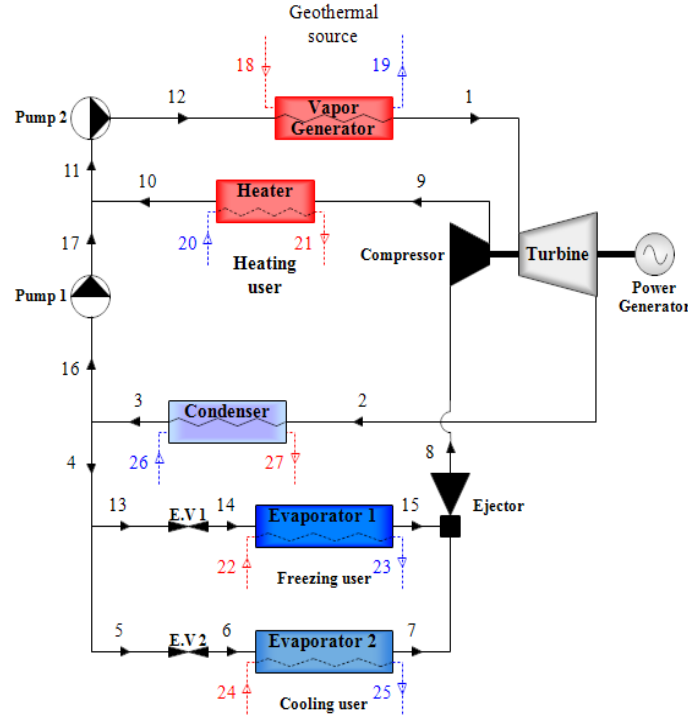 Geothermal
source
18
19
12
1
Pump 2
Vapor
Generator
11
10
Heater
9
20
21
17
Heating
user
Compressor
Turbine
Power
Generator
Pump 1
16
3
Condenser
2
4
26
27
8
Ejector
13
E.V 1
14
Evaporator 1
15
22
23
Freezing user
5
E.V 2
6
Evaporator 2
7
24
25
Cooling user